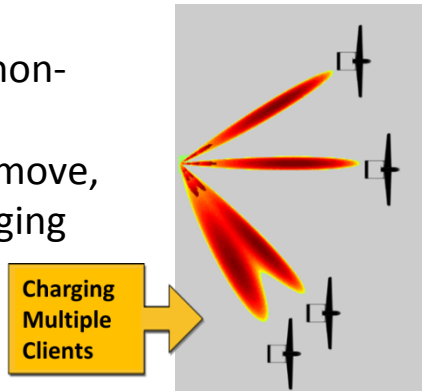 non-
move,
ging
Charging
Multiple
Clients